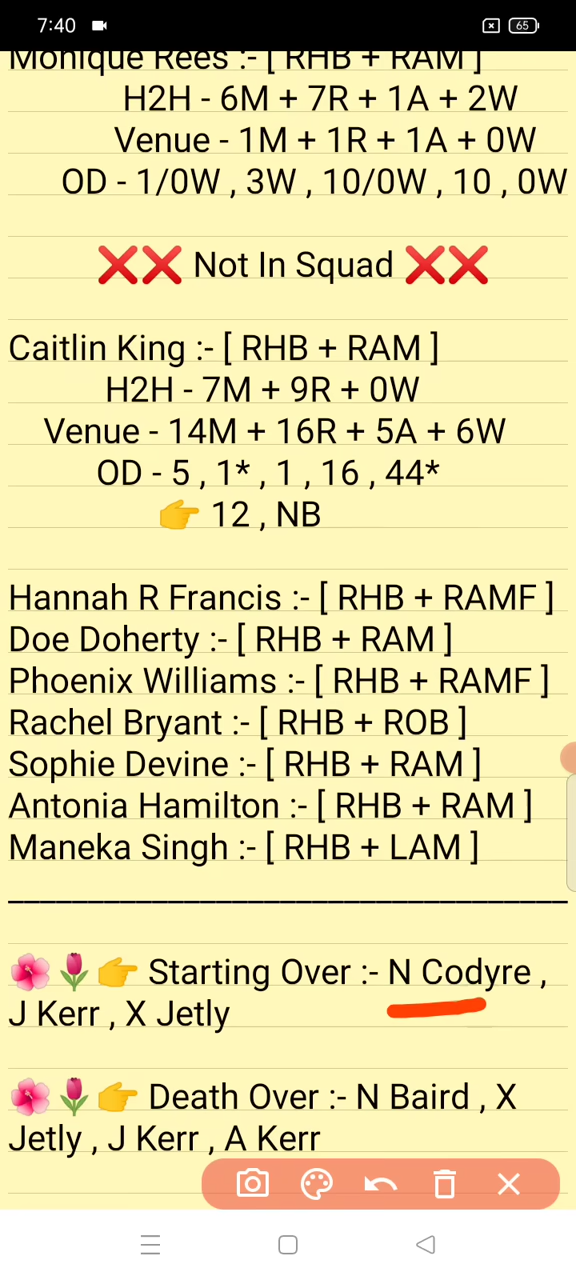 7:40
65
Monique Rees :- [ RHB + RAM ]
H2H - 6M + 7R + 1A + 2W
Venue - 1M + 1R + 1A + 0W
OD - 1/0W , 3W , 10/0W , 10 , 0W
❌❌ Not In Squad ❌❌
Caitlin King :- [ RHB + RAM ]
H2H - 7M + 9R + 0W
Venue - 14M + 16R + 5A + 6W
OD - 5 , 1* , 1 , 16 , 44*
👉 12 , NB
Hannah R Francis :- [ RHB + RAMF ]
Doe Doherty :- [ RHB + RAM ]
Phoenix Williams :- [ RHB + RAMF ]
Rachel Bryant :- [ RHB + ROB ]
Sophie Devine :- [ RHB + RAM ]
Antonia Hamilton :- [ RHB + RAM ]
Maneka Singh :- [ RHB + LAM ]
🌺🌷👉 Starting Over :- N Codyre ,
J Kerr , X Jetly
🌺🌷👉 Death Over :- N Baird , X
Jetly , J Kerr , A Kerr